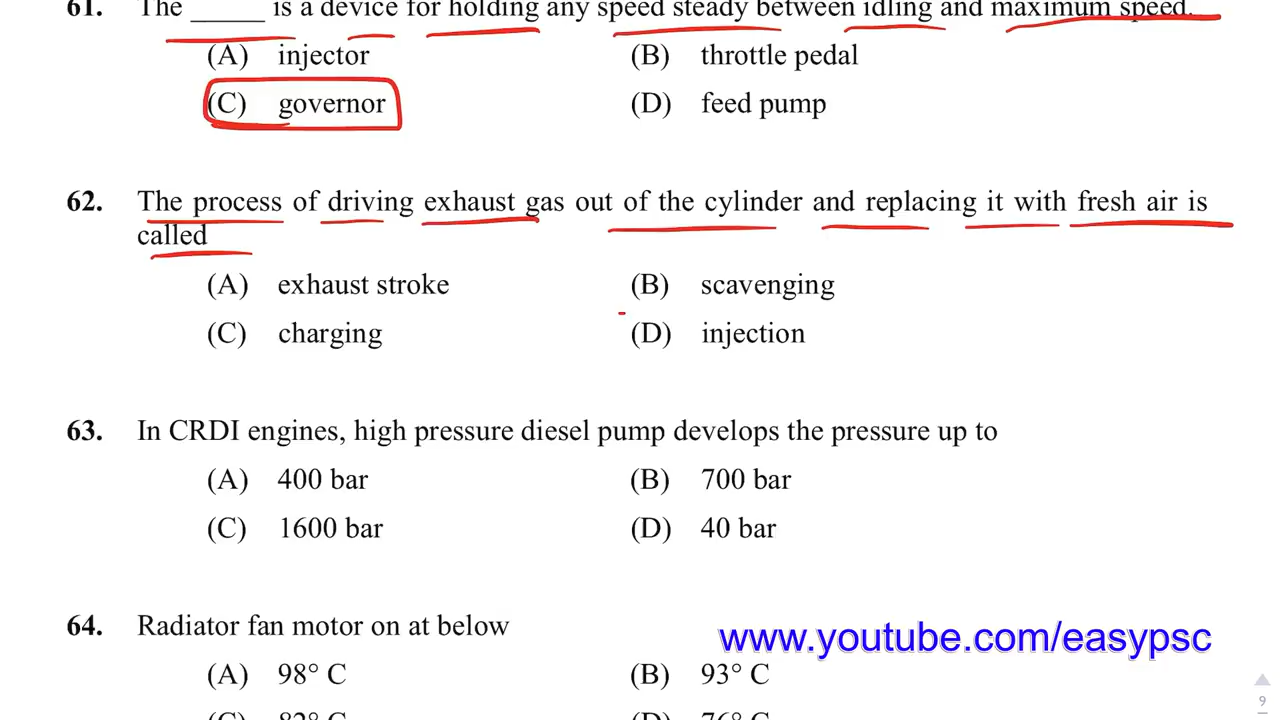 61. The _____ is a device for holding any speed steady between idling and maximum speed.
(A) injector (B) throttle pedal
(C) governor (D) feed pump
62. The process of driving exhaust gas out of the cylinder and replacing it with fresh air is
called
(A) exhaust stroke (B) scavenging
(C) charging (D) injection
63. In CRDI engines, high pressure diesel pump develops the pressure up to
(A) 400 bar (B) 700 bar
(C) 1600 bar (D) 40 bar
64. Radiator fan motor on at below
www.youtube.com/easypsc
(A) 98° C (B) 93° C
(C) 82° C (D) 76° C
9